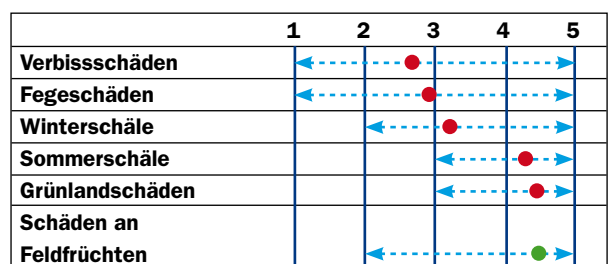 1 2 3 4 5
Verbissschäden
Fegeschäden
Winterschäle
Sommerschäle
Grünlandschäden
Schäden an
Feldfrüchten